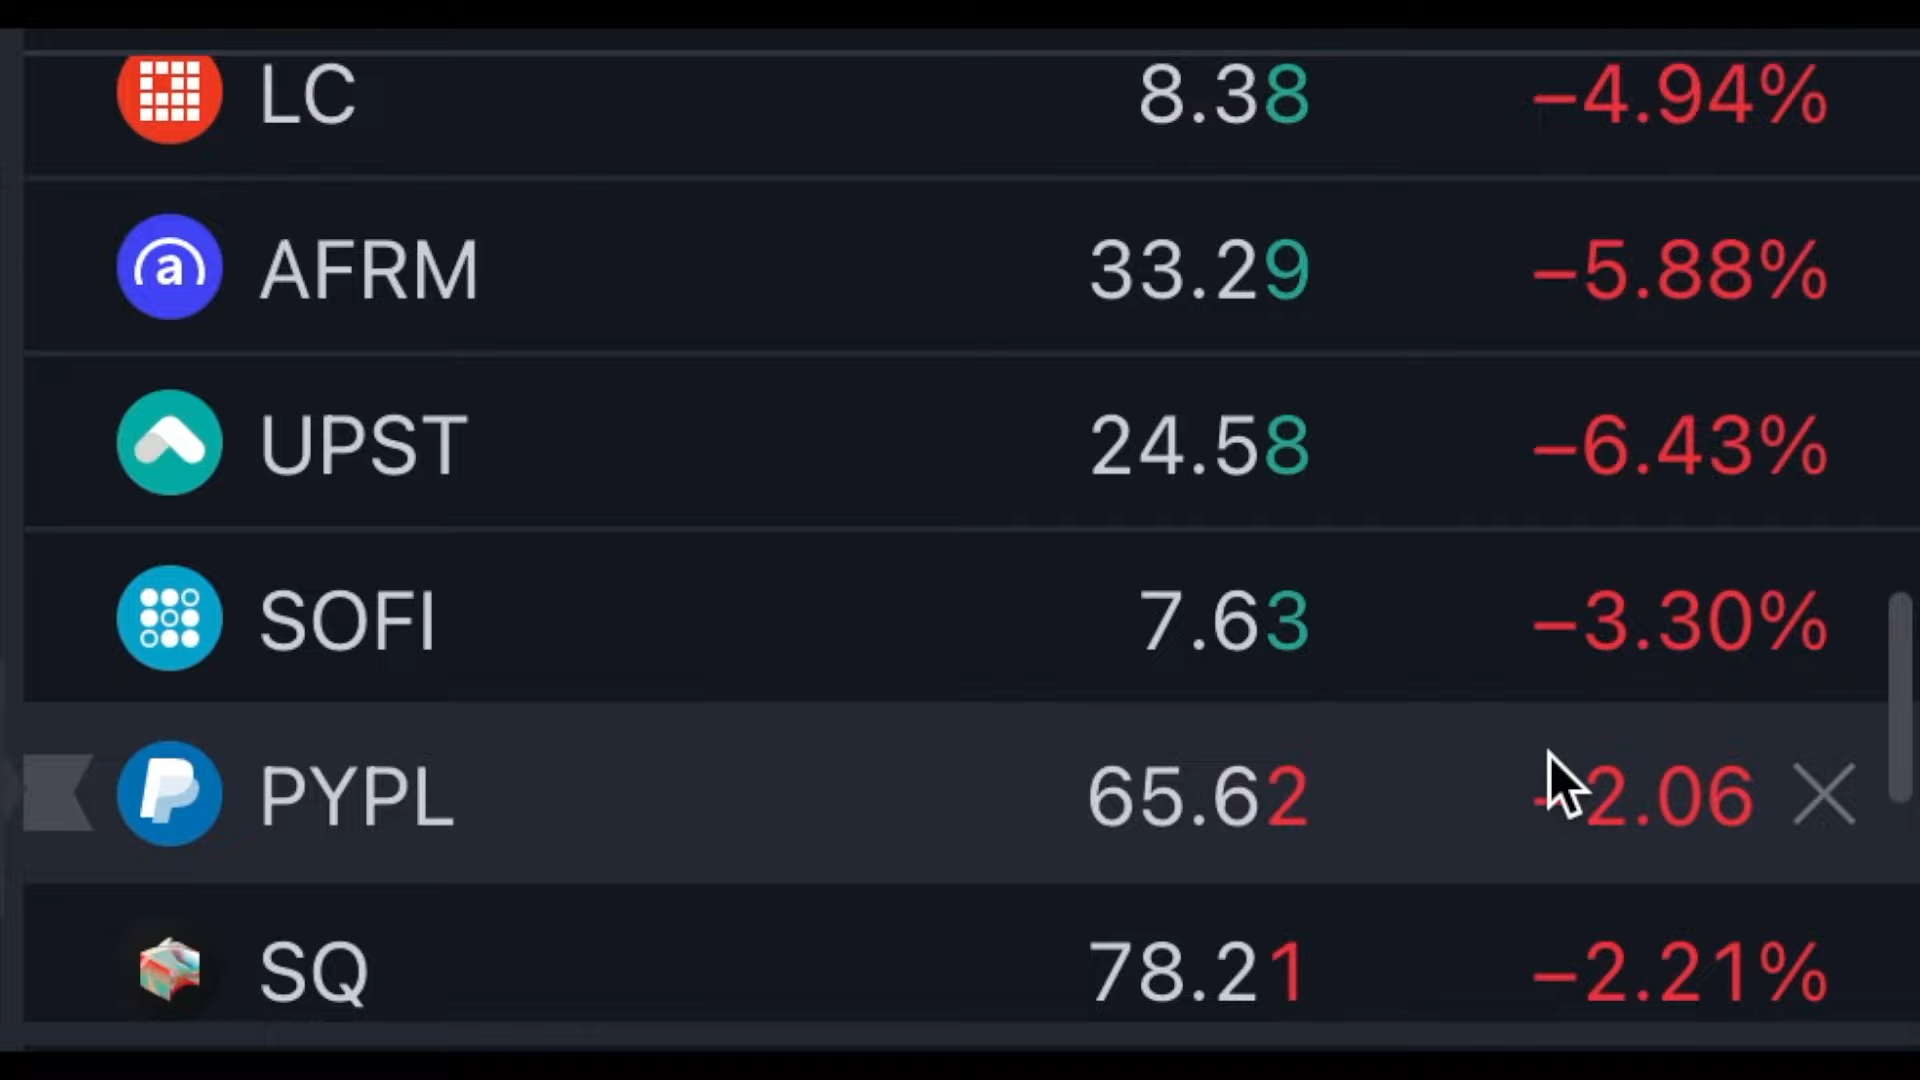 LC 8.38 −4.94%
a AFRM 33.29 −5.88%
UPST 24.58 −6.43%
SOFI 7.63 −3.30%
PYPL 65.62 −2.06
SQ 78.21 −2.21%